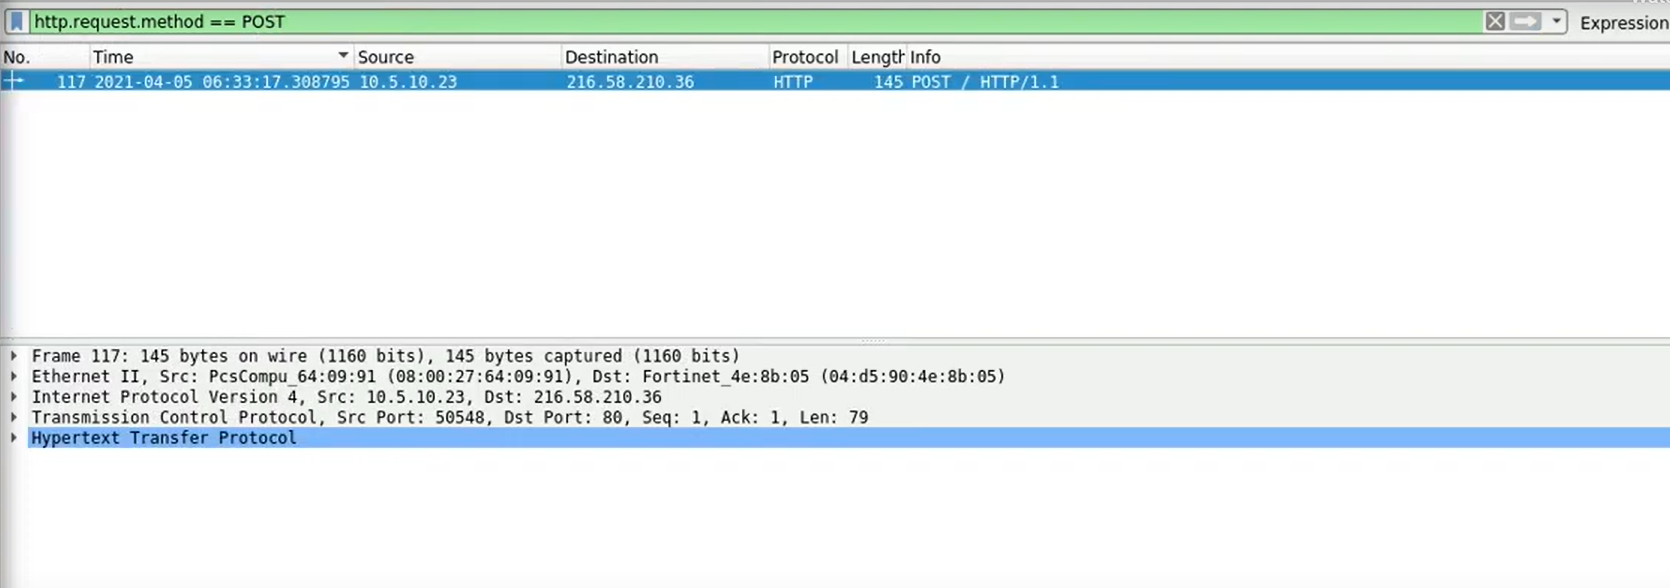 http.request.method == POST Expression
No. Time Source Destination Protocol Length Info
117 2021-04-05 06:33:17.308795 10.5.10.23 216.58.210.36 HTTP 145 POST / HTTP/1.1
Frame 117: 145 bytes on wire (1160 bits), 145 bytes captured (1160 bits)
Ethernet II, Src: PcsCompu_64:09:91 (08:00:27:64:09:91), Dst: Fortinet_4e:8b:05 (04:d5:90:4e:8b:05)
Internet Protocol Version 4, Src: 10.5.10.23, Dst: 216.58.210.36
Transmission Control Protocol, Src Port: 50548, Dst Port: 80, Seq: 1, Ack: 1, Len: 79
Hypertext Transfer Protocol